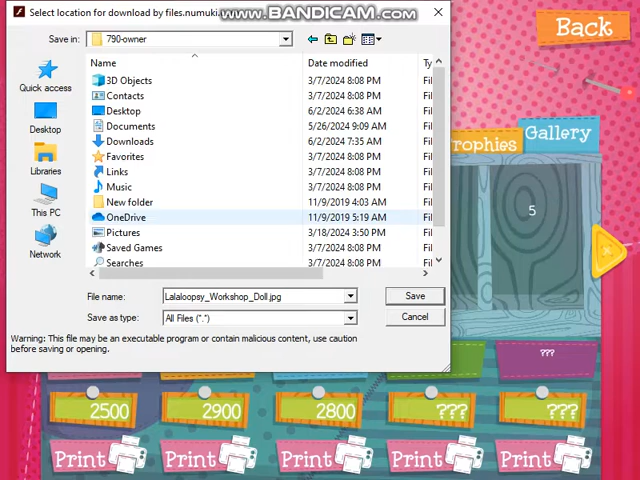 Select location for download by files.numuki.
www.BANDICAM.com
Back
Save in:
790-owner
Name
Date modified
Ty
3D Objects
3/7/2024 8:08 PM
Fil
Contacts
3/7/2024 8:08 PM
Fil
Desktop
6/2/2024 6:38 AM
Fil
Documents
5/26/2024 9:09 AM
Fil
Downloads
6/2/2024 7:35 AM
Fil
Favorites
3/7/2024 8:08 PM
Fil
Links
3/7/2024 8:08 PM
Fil
Music
3/7/2024 8:08 PM
Fil
New folder
11/9/2019 4:03 AM
Fil
OneDrive
11/9/2019 5:19 AM
Fil
Pictures
3/18/2024 3:50 PM
Fil
Saved Games
3/7/2024 8:08 PM
Fil
Searches
3/7/2024 8:08 PM
Fil
Quick access
Desktop
Libraries
This PC
Network
File name:
Lalaloopsy_Workshop_Doll.jpg
Save
Save as type:
All Files (*.*)
Cancel
Warning: This file may be an executable program or contain malicious content, use caution
before saving or opening.
rophies
Gallery
5
???
2500
2900
2800
???
???
Print
Print
Print
Print
Print